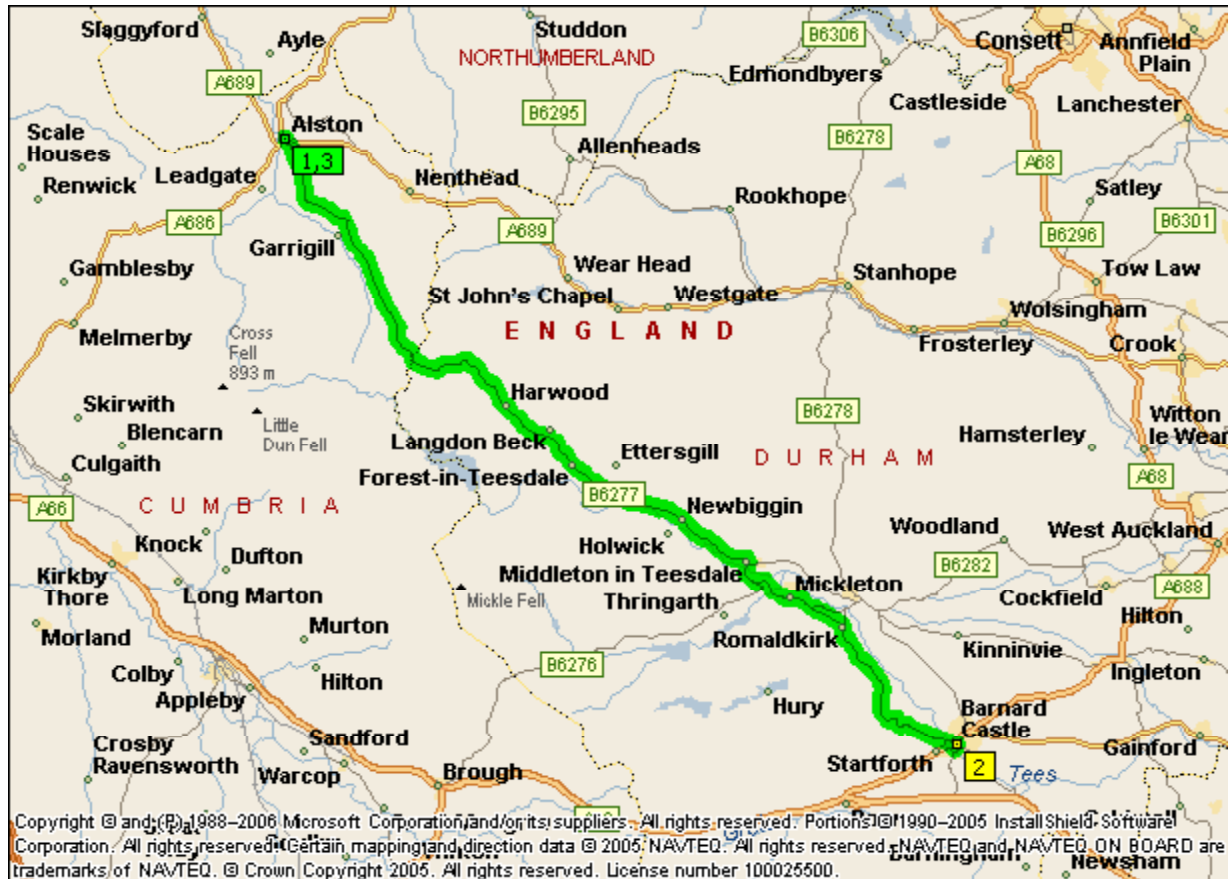 Slaggyford
Ayle
Studdon
B6306
Consett
Annfield
Plain
NORTHUMBERLAND
Edmondbyers
A689
Castleside
Lanchester
Alston
B6295
B6278
Scale
Houses
1,3
Allenheads
A68
Renwick
Leadgate
Nenthead
Rookhope
Satley
A686
A689
B6301
B6296
Garrigill
Gamblesby
Wear Head
Stanhope
Tow Law
St John's Chapel
Westgate
Wolsingham
Melmerby
Cross
Fell
893 m
ENGLAND
Frosterley
Crook
Harwood
Skirwith
Little
Dun Fell
B6278
Witton
le Wear
Blencarn
Langdon Beck
Hamsterley
Culgaith
Ettersgill
DURHAM
Forest-in-Teesdale
A68
A66
CUMBRIA
B6277
Newbiggin
Woodland
West Auckland
Knock
Dufton
Holwick
B6282
Kirkby
Thore
Middleton in Teesdale
Mickleton
Long Marton
Mickle Fell
Thringarth
Cockfield
A688
Morland
Murton
Romaldkirk
Hilton
Kinninvie
Colby
Hilton
B6276
Ingleton
Appleby
Hury
Barnard
Castle
Crosby
Ravensworth
Sandford
Gainford
Warcop
Brough
Startforth
2
Tees
Copyright © and (P) 1988–2006 Microsoft Corporation and/or its suppliers. All rights reserved. Portions © 1990–2005 InstallShield Software
Corporation. All rights reserved. Certain mapping and direction data © 2005 NAVTEQ. All rights reserved. NAVTEQ and NAVTEQ ON BOARD are
trademarks of NAVTEQ. © Crown Copyright 2005. All rights reserved. License number 100025500.
Newsham